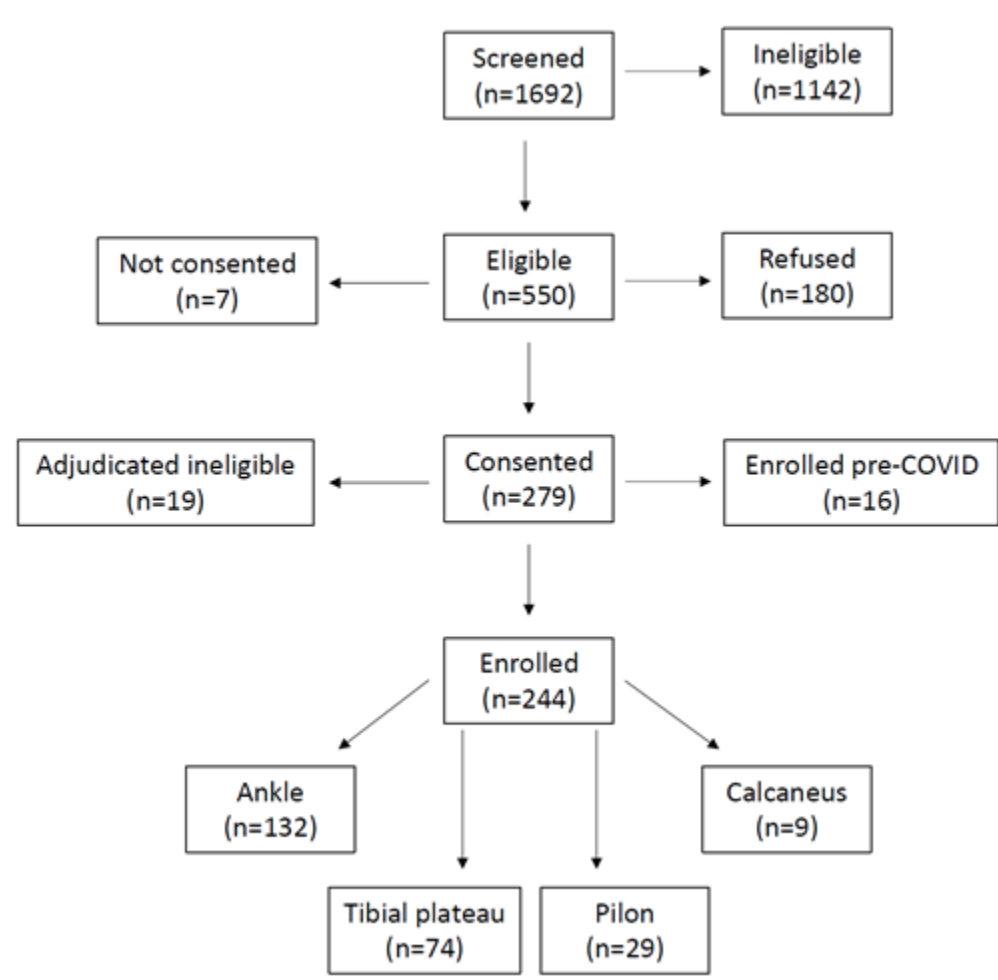 Screened
(n=1692)
Ineligible
(n=1142)
Not consented
(n=7)
Eligible
(n=550)
Refused
(n=180)
Adjudicated ineligible
(n=19)
Consented
(n=279)
Enrolled pre-COVID
(n=16)
Enrolled
(n=244)
Ankle
(n=132)
Calcaneus
(n=9)
Tibial plateau
(n=74)
Pilon
(n=29)